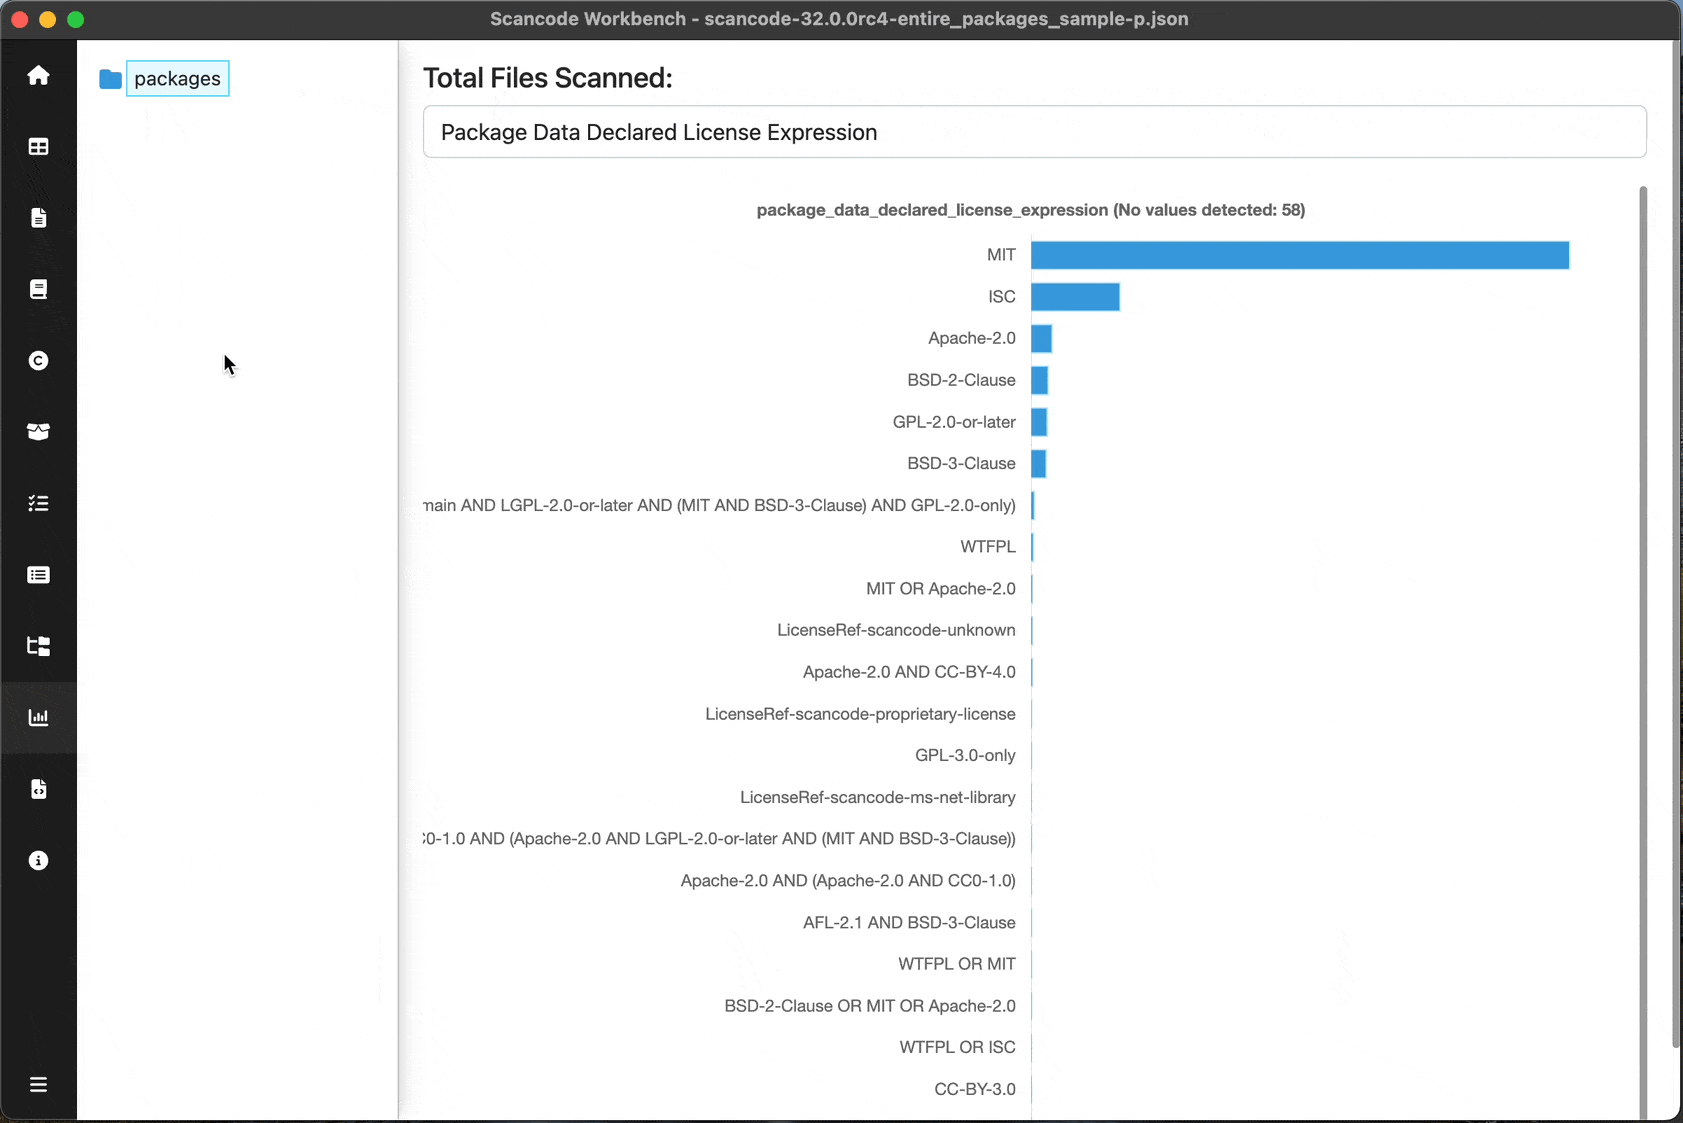 Scancode Workbench - scancode-32.0.0rc4-entire_packages_sample-p.json
packages
Total Files Scanned:
Package Data Declared License Expression
package_data_declared_license_expression (No values detected: 58)
MIT
ISC
Apache-2.0
BSD-2-Clause
GPL-2.0-or-later
BSD-3-Clause
main AND LGPL-2.0-or-later AND (MIT AND BSD-3-Clause) AND GPL-2.0-only)
WTFPL
MIT OR Apache-2.0
LicenseRef-scancode-unknown
Apache-2.0 AND CC-BY-4.0
LicenseRef-scancode-proprietary-license
GPL-3.0-only
LicenseRef-scancode-ms-net-library
C0-1.0 AND (Apache-2.0 AND LGPL-2.0-or-later AND (MIT AND BSD-3-Clause))
Apache-2.0 AND (Apache-2.0 AND CC0-1.0)
AFL-2.1 AND BSD-3-Clause
WTFPL OR MIT
BSD-2-Clause OR MIT OR Apache-2.0
WTFPL OR ISC
CC-BY-3.0